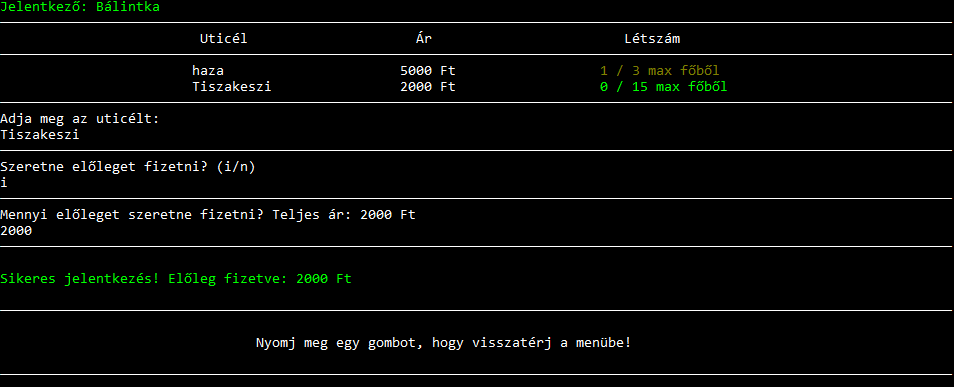 Jelentkező: Bálintka
Uticél Ár Létszám
haza 5000 Ft 1 / 3 max főből
Tiszakeszi 2000 Ft 0 / 15 max főből
Adja meg az uticélt:
Tiszakeszi
Szeretne előleget fizetni? (i/n)
i
Mennyi előleget szeretne fizetni? Teljes ár: 2000 Ft
2000
Sikeres jelentkezés! Előleg fizetve: 2000 Ft
Nyomj meg egy gombot, hogy visszatérj a menübe!